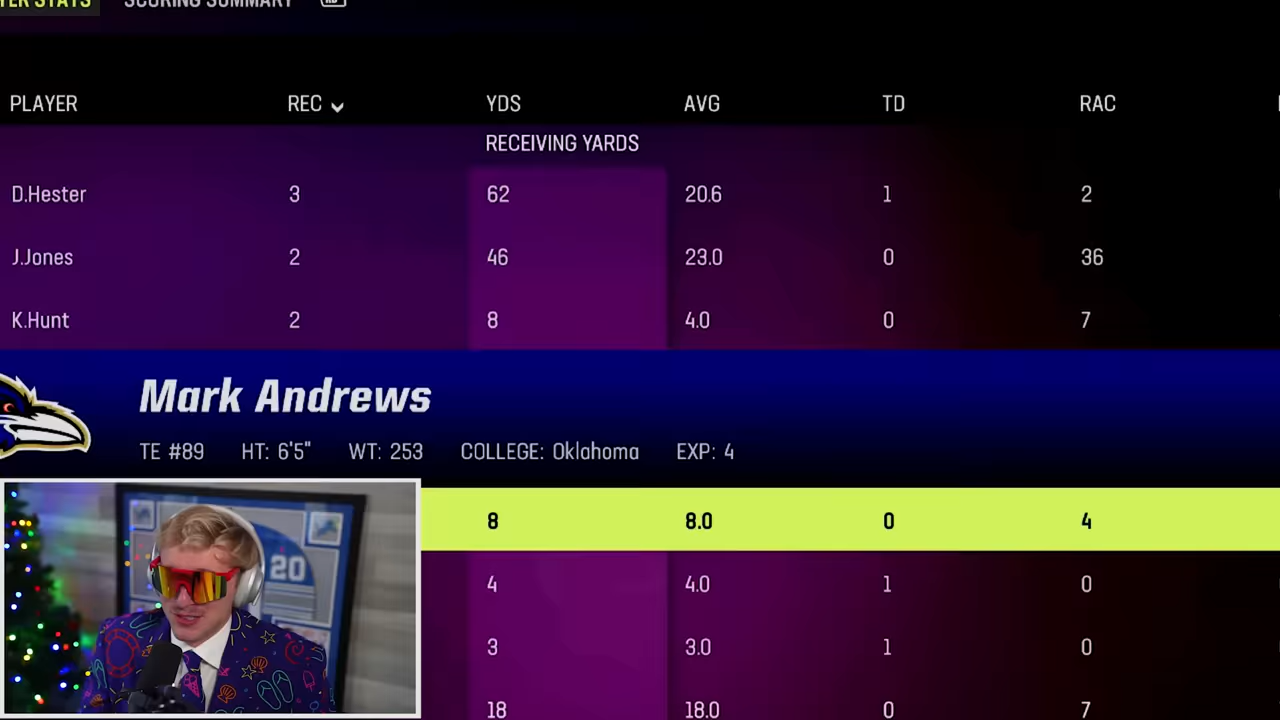 PLAYER STATS SCORING SUMMARY
PLAYER REC YDS AVG TD RAC
RECEIVING YARDS
D.Hester 3 62 20.6 1 2
J.Jones 2 46 23.0 0 36
K.Hunt 2 8 4.0 0 7
Mark Andrews
TE #89 HT: 6'5" WT: 253 COLLEGE: Oklahoma EXP: 4
8 8.0 0 4
4 4.0 1 0
20
3 3.0 1 0
18 18.0 0 7